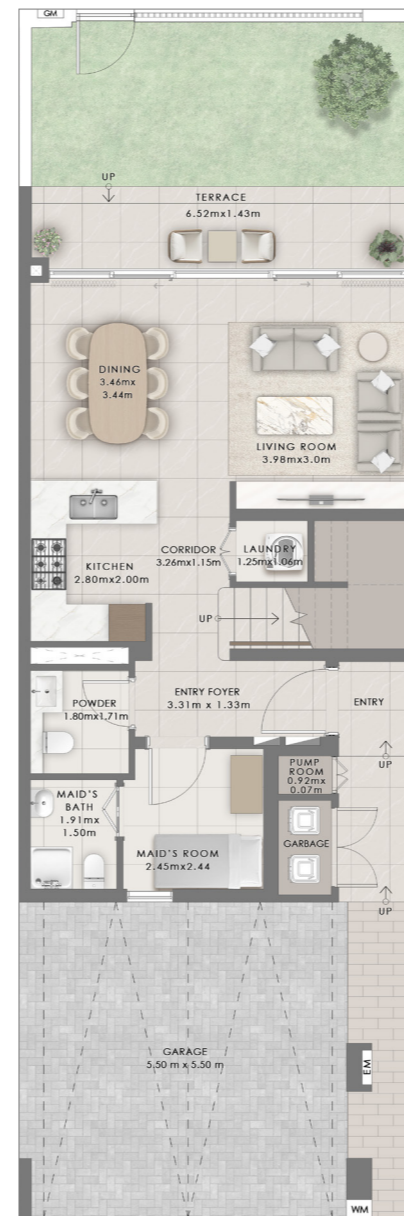 GM
UP
TERRACE
6.52mx1.43m
DINING
3.46mx
3.44m
LIVING ROOM
3.98mx3.0m
KITCHEN
2.80mx2.00m
CORRIDOR
3.26mx1.15m
LAUNDRY
1.25mx1.06m
UP
POWDER
1.80mx1.71m
ENTRY FOYER
3.31m x 1.33m
ENTRY
UP
PUMP
ROOM
0.92mx
0.07m
MAID'S
BATH
1.91mx
1.50m
MAID'S ROOM
2.45mx2.44
GARBAGE
UP
GARAGE
5.50 m x 5.50 m
EM
WM